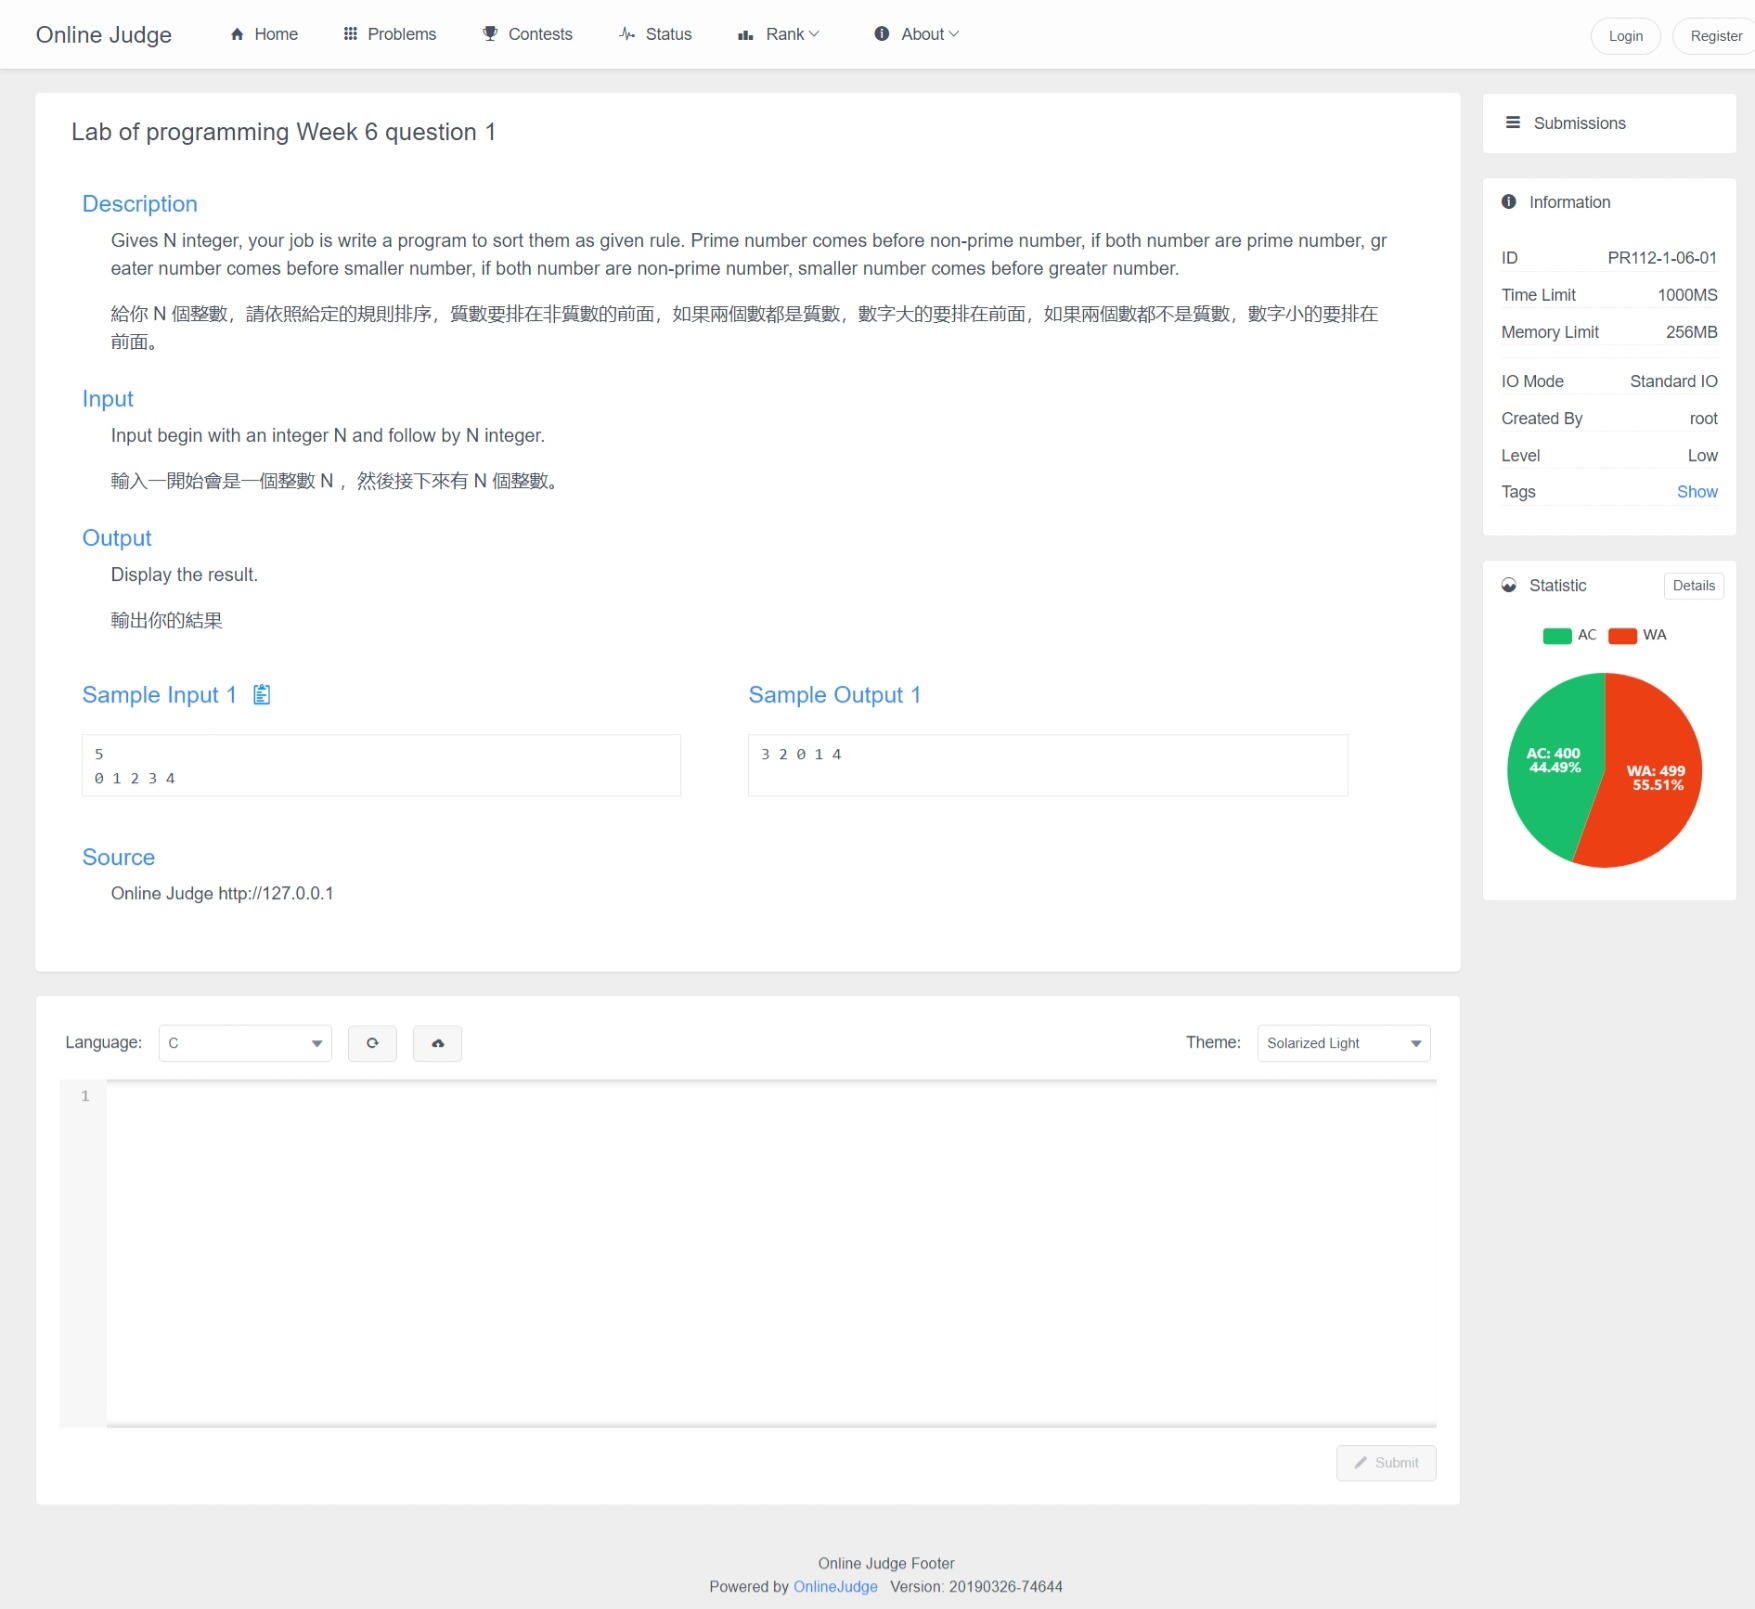 Online Judge
Home
Problems
Contests
Status
Rank
About
Login
Register
Lab of programming Week 6 question 1
Description
Gives N integer, your job is write a program to sort them as given rule. Prime number comes before non-prime number, if both number are prime number, gr
eater number comes before smaller number, if both number are non-prime number, smaller number comes before greater number.
給你 N 個整數，請依照給定的規則排序，質數要排在非質數的前面，如果兩個數都是質數，數字大的要排在前面，如果兩個數都不是質數，數字小的要排在
前面。
Input
Input begin with an integer N and follow by N integer.
輸入一開始會是一個整數 N ，然後接下來有 N 個整數。
Output
Display the result.
輸出你的結果
Sample Input 1
5
0 1 2 3 4
Sample Output 1
3 2 0 1 4
Source
Online Judge http://127.0.0.1
Submissions
Information
ID PR112-1-06-01
Time Limit 1000MS
Memory Limit 256MB
IO Mode Standard IO
Created By root
Level Low
Tags Show
Statistic Details
AC WA
AC: 400
44.49%
WA: 499
55.51%
Language: C
Theme: Solarized Light
1
Submit
Online Judge Footer
Powered by OnlineJudge Version: 20190326-74644